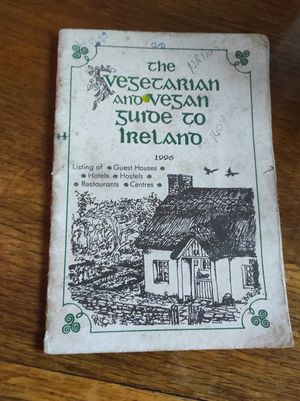 the
Vegetarian
and Vegan
Guide to
Ireland
1996
Listing of • Guest Houses
• Hotels • Hostels
• Restaurants • Centres •